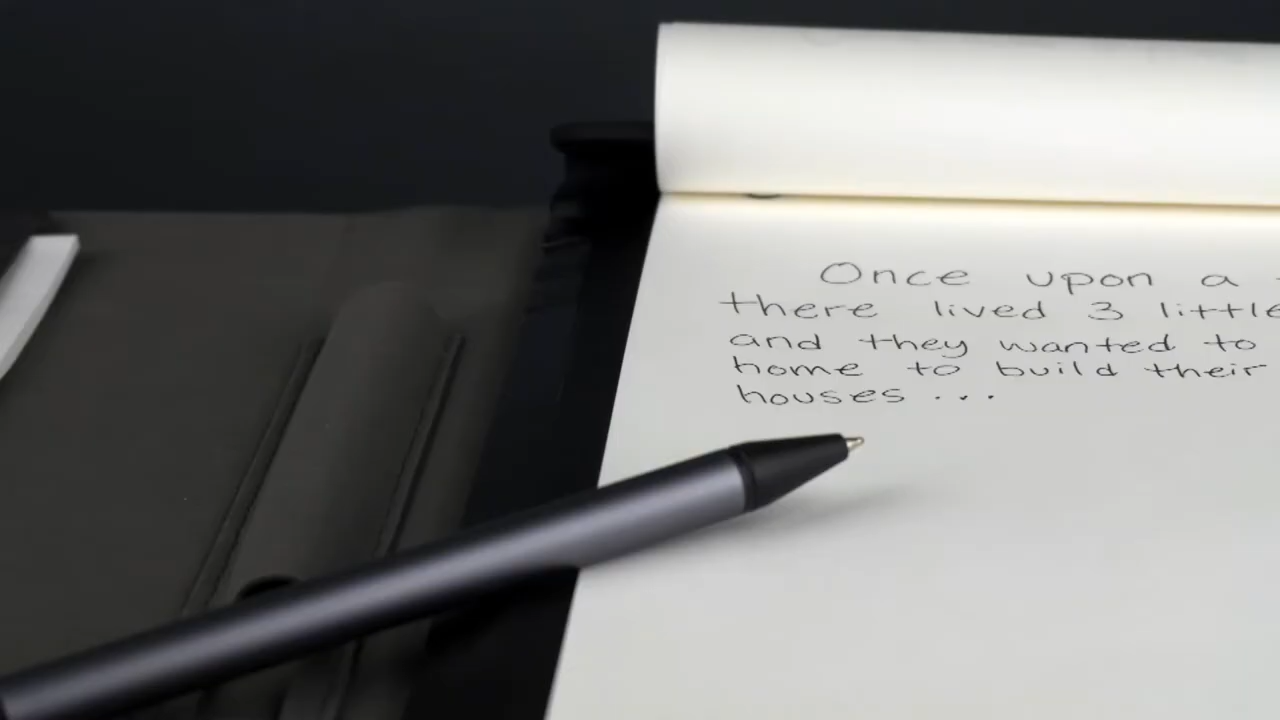 Once upon a
there lived 3 little
and they wanted to
home to build their
houses...